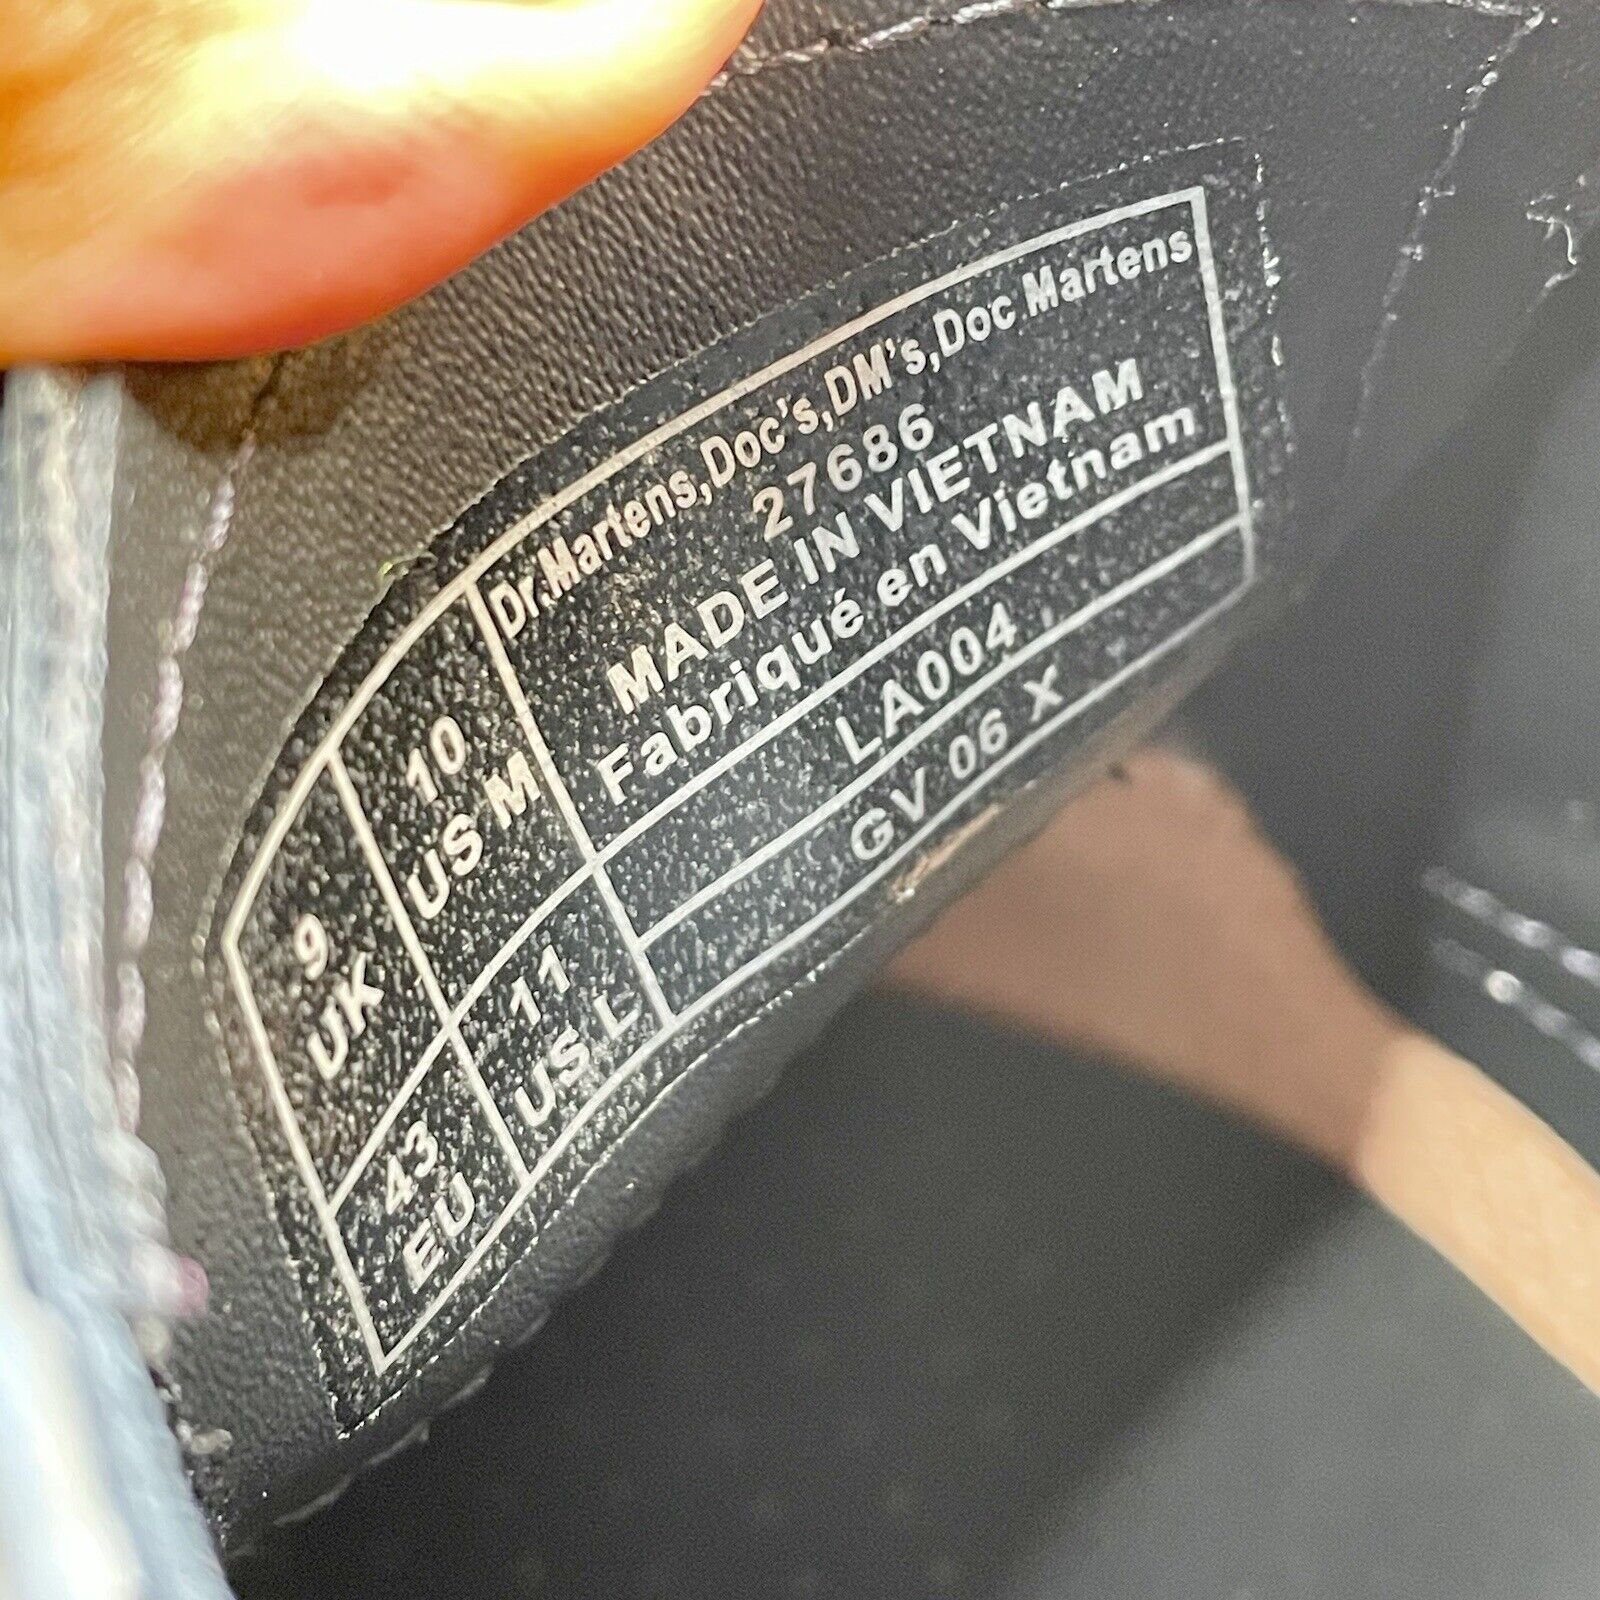 Dr.Martens,Doc's,DM's,Doc Martens
27686
MADE IN VIETNAM
Fabriqué en Vietnam
LA004
GV 06 X
9
UK
10
US M
43
EU
11
US L